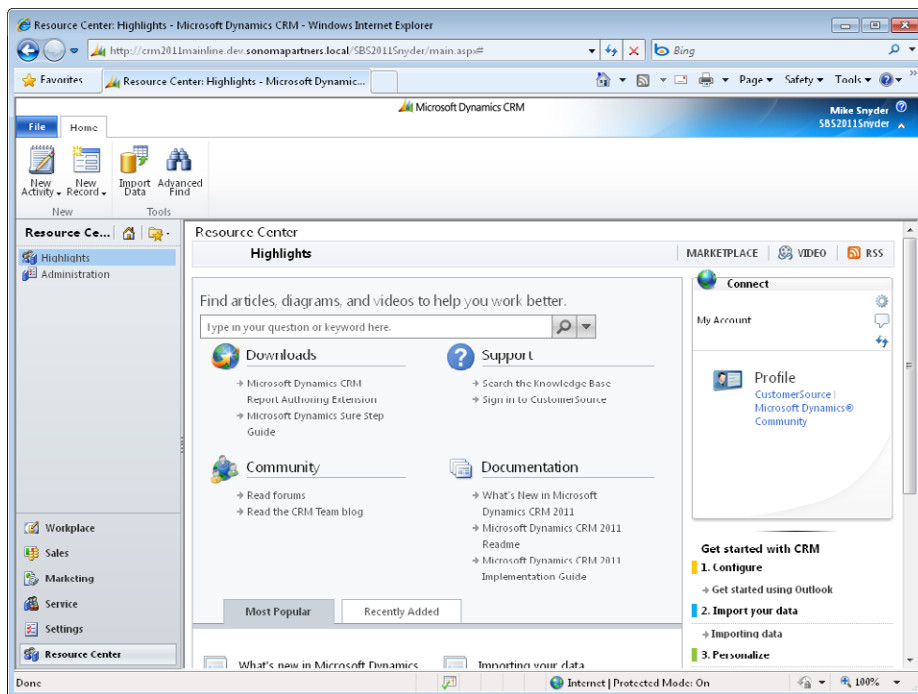 Resource Center: Highlights - Microsoft Dynamics CRM - Windows Internet Explorer
http://crm2011mainline.dev.sonomapartners.local/SBS2011Snyder/main.aspx#
Bing
Favorites
Resource Center: Highlights - Microsoft Dynamic...
Page
Safety
Tools
Microsoft Dynamics CRM
Mike Snyder
SBS2011Snyder
File
Home
New Activity
New Record
Import Data
Advanced Find
New
Tools
Resource Ce...
Highlights
Administration
Workplace
Sales
Marketing
Service
Settings
Resource Center
Resource Center
Highlights
MARKETPLACE
VIDEO
RSS
Find articles, diagrams, and videos to help you work better.
Type in your question or keyword here.
Downloads
Microsoft Dynamics CRM
Report Authoring Extension
Microsoft Dynamics Sure Step
Guide
Support
Search the Knowledge Base
Sign in to CustomerSource
Community
Read forums
Read the CRM Team blog
Documentation
What's New in Microsoft
Dynamics CRM 2011
Microsoft Dynamics CRM 2011
Readme
Microsoft Dynamics CRM 2011
Implementation Guide
Most Popular
Recently Added
What's new in Microsoft Dynamics
Importing your data
Connect
My Account
Profile
CustomerSource |
Microsoft Dynamics®
Community
Get started with CRM
1. Configure
Get started using Outlook
2. Import your data
Importing data
3. Personalize
Done
Internet | Protected Mode: On
100%